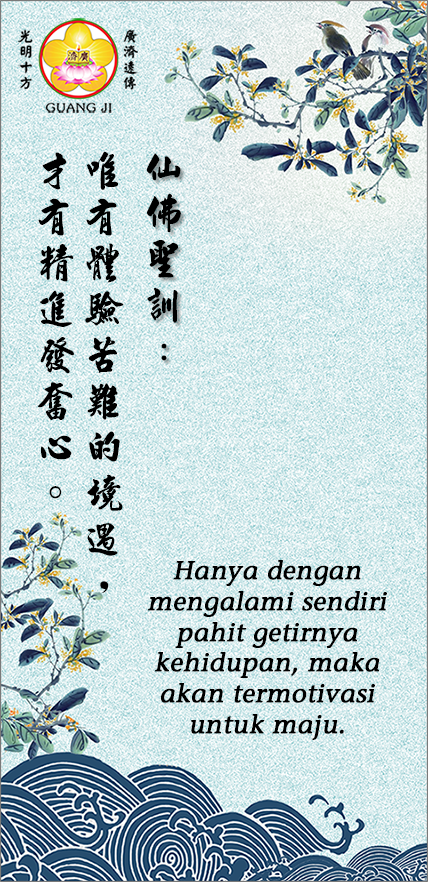 廣濟遠傳
光明十方
廣濟
GUANG JI
仙佛聖訓：
唯有體驗苦難的境遇，
才有精進發奮心。
Hanya dengan
mengalami sendiri
pahit getirnya
kehidupan, maka
akan termotivasi
untuk maju.